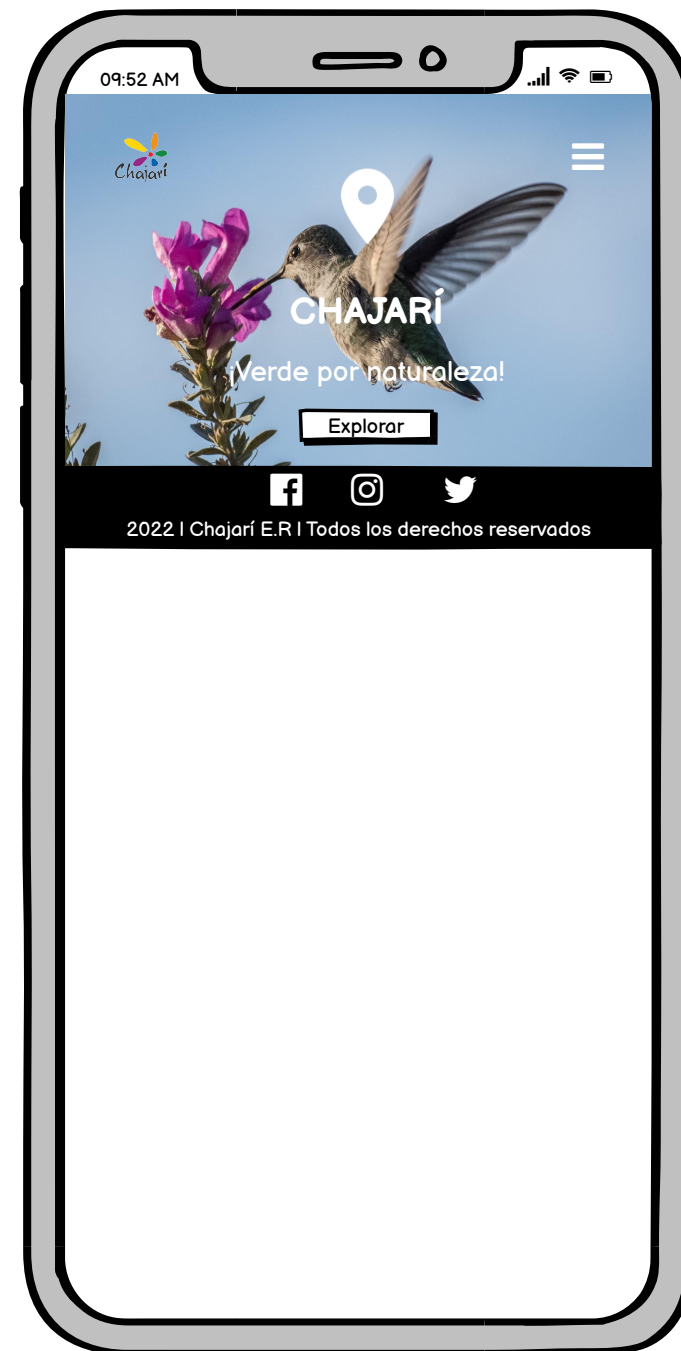 09:52 AM
Chajarí
CHAJARÍ
¡Verde por naturaleza!
Explorar
2022 | Chajarí E.R | Todos los derechos reservados